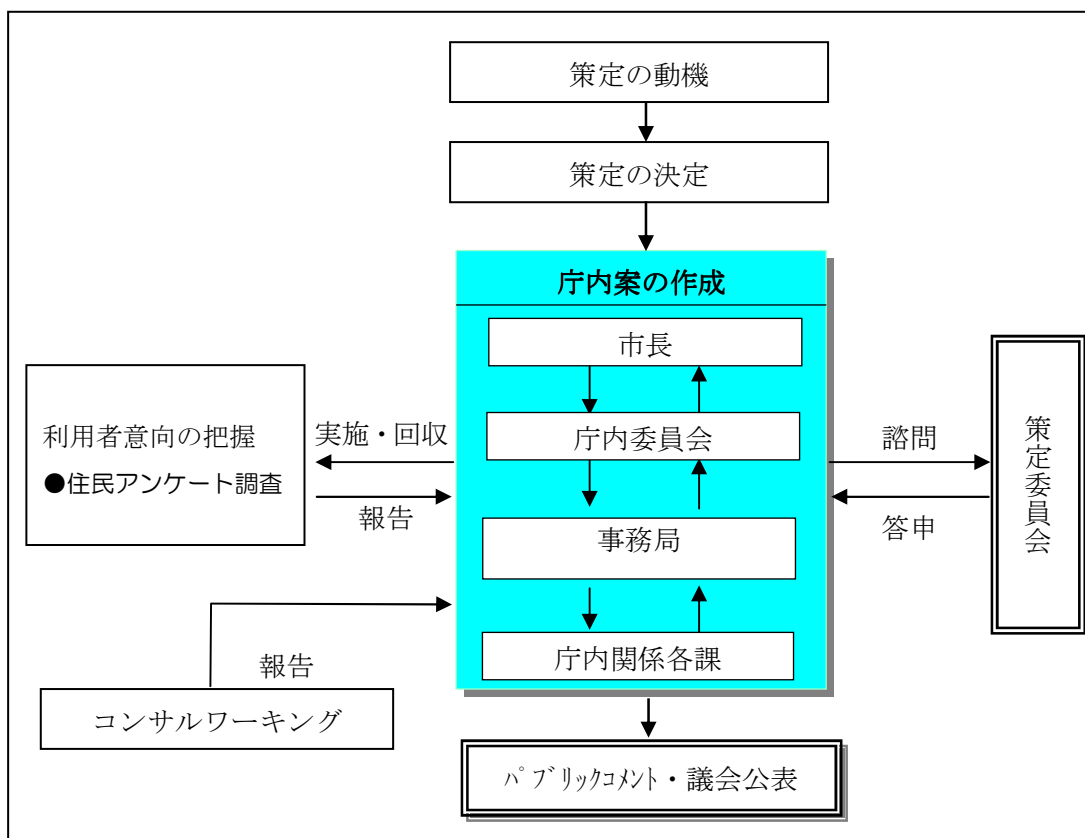 策定の動機
策定の決定
庁内案の作成
市長
庁内委員会
事務局
庁内関係各課
利用者意向の把握
●住民アンケート調査
実施・回収
報告
諮問
答申
策定委員会
報告
コンサルワーキング
ﾊﾟﾌﾞﾘｯｸｺﾒﾝﾄ・議会公表